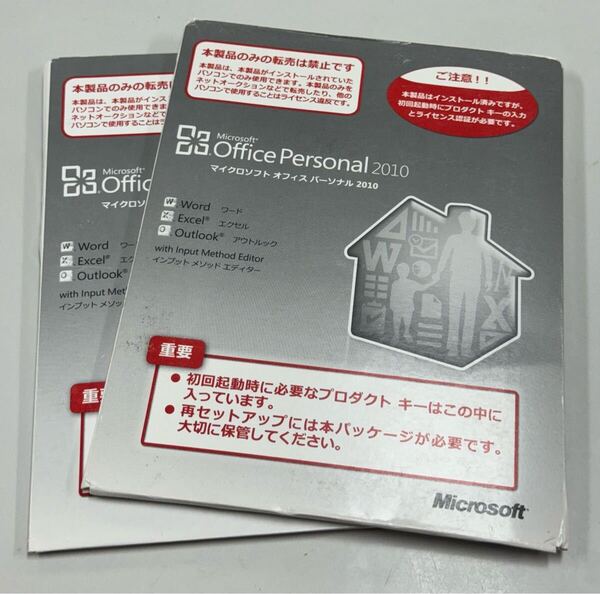 本製品のみの転売は禁止です
本製品は、本製品がインストールされていた
パソコンでのみ使用できます。本製品のみを
ネットオークションなどで転売したり、他の
パソコンで使用することはライセンス違反です。
ご注意!!
本製品はインストール済みですが、
初回起動時にプロダクト キーの入力
とライセンス認証が必要です。
Microsoft®
Office Personal 2010
マイクロソフト オフィス パーソナル 2010
Word ワード
Excel® エクセル
Outlook® アウトルック
with Input Method Editor
インプット メソッド エディター
重要
● 初回起動時に必要なプロダクト キーはこの中に
入っています。
● 再セットアップには本パッケージが必要です。
大切に保管してください。
Microsoft
本製品のみの転売
本製品は、本製品がインス
パソコンでのみ使用できま
ネットオークションなどで
パソコンで使用することはラ
Microsoft®
Offic
マイクロソ
Word ワード
Excel® エク
Outlook®
with Input Metho
インプット メソッド
重